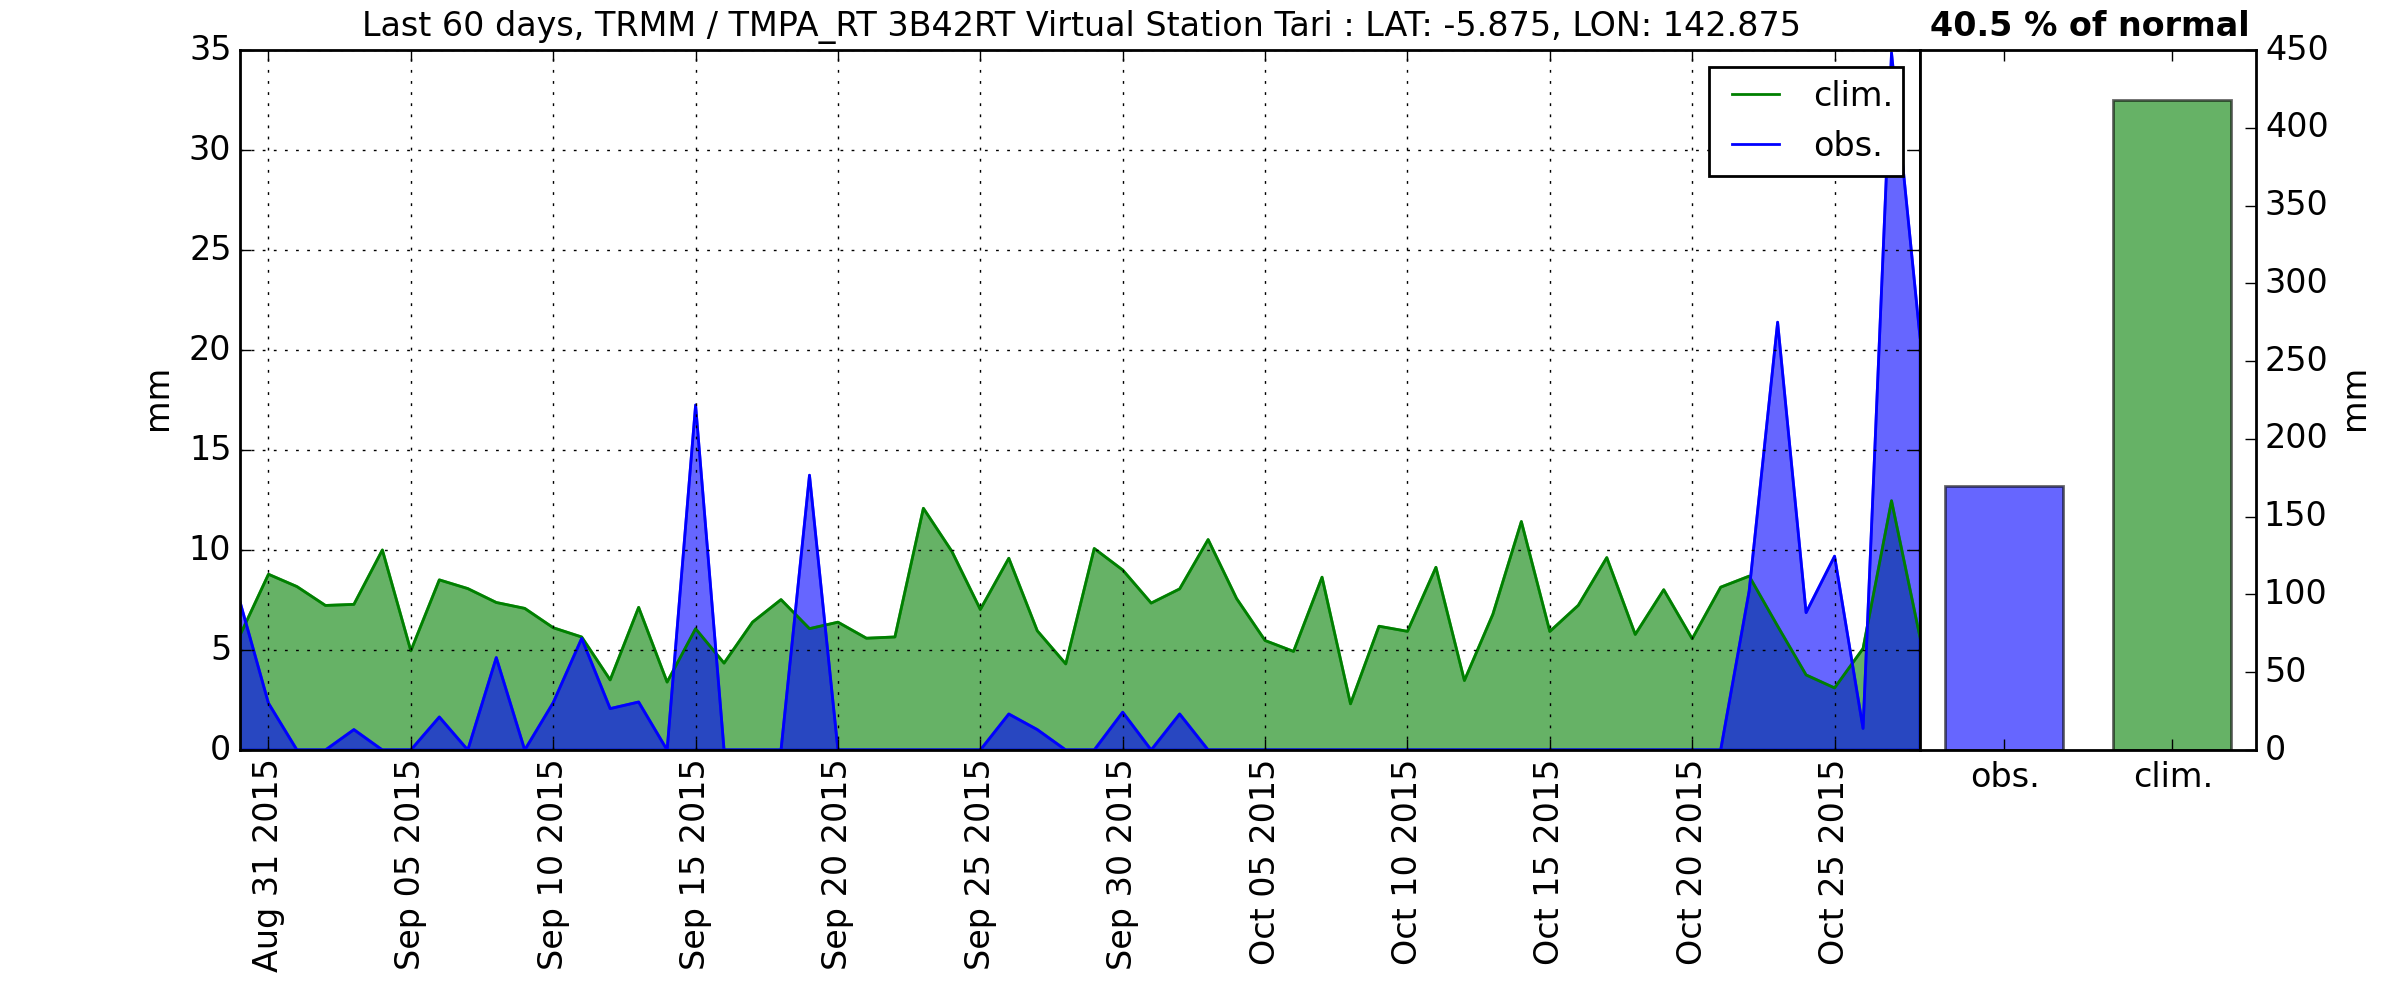 Last 60 days, TRMM / TMPA_RT 3B42RT Virtual Station Tari : LAT: -5.875, LON: 142.875
40.5 % of normal
35
30
25
20
15
10
5
0
mm
clim.
obs.
450
400
350
300
250
200
150
100
50
0
mm
obs.
clim.
Aug 31 2015
Sep 05 2015
Sep 10 2015
Sep 15 2015
Sep 20 2015
Sep 25 2015
Sep 30 2015
Oct 05 2015
Oct 10 2015
Oct 15 2015
Oct 20 2015
Oct 25 2015